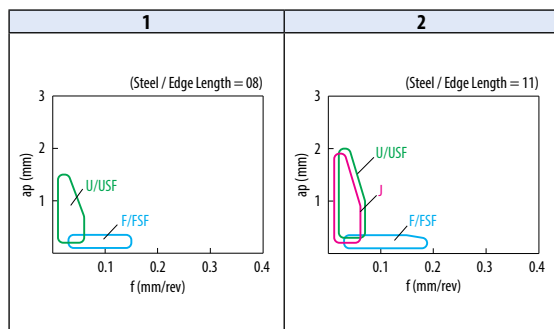 1
(Steel / Edge Length = 08)
3
2
1
ap (mm)
U/USF
F/FSF
0.1 0.2 0.3 0.4
f (mm/rev)
2
(Steel / Edge Length = 11)
3
2
1
ap (mm)
U/USF
J
F/FSF
0.1 0.2 0.3 0.4
f (mm/rev)